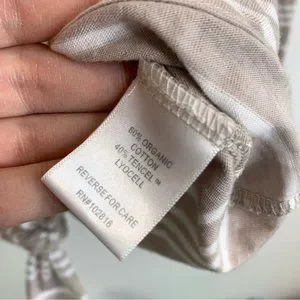 60% ORGANIC
COTTON
40% TENCEL™
LYOCELL
REVERSE FOR CARE
RN#102816